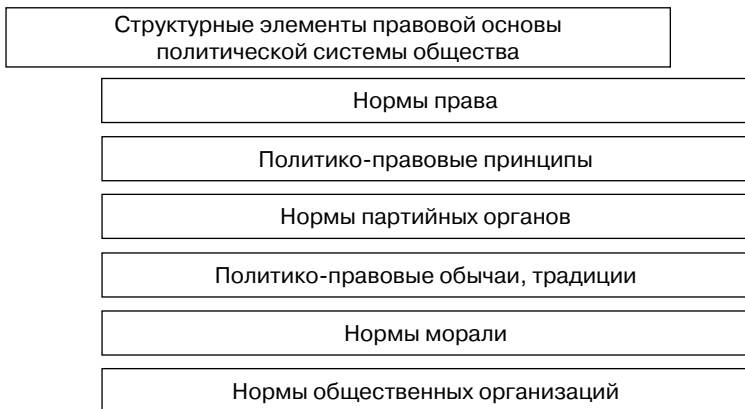 Структурные элементы правовой основы
политической системы общества
Нормы права
Политико-правовые принципы
Нормы партийных органов
Политико-правовые обычаи, традиции
Нормы морали
Нормы общественных организаций